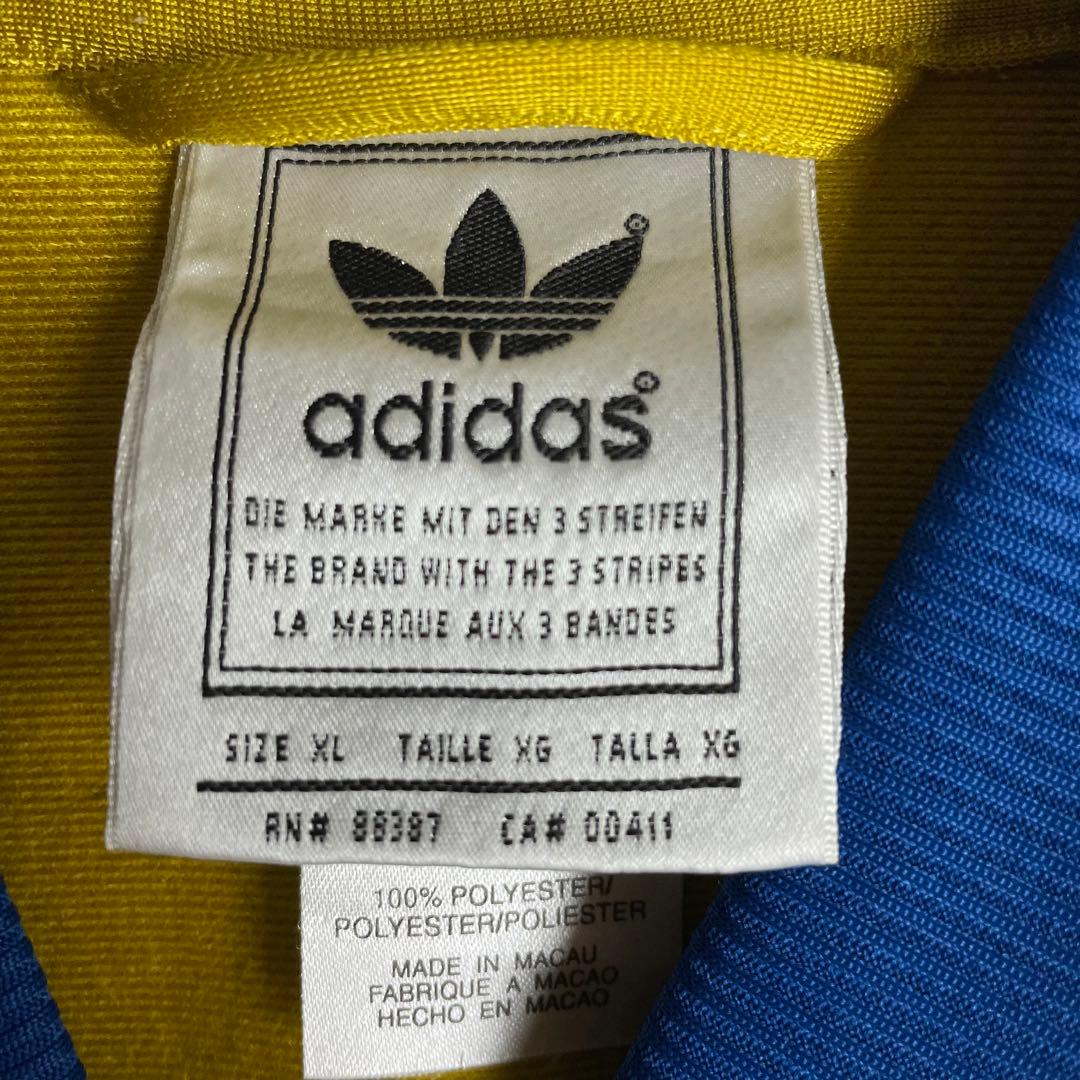 adidas
DIE MARKE MIT DEN 3 STREIFEN
THE BRAND WITH THE 3 STRIPES
LA MARQUE AUX 3 BANDES
SIZE XL TAILLE XG TALLA XG
RN# 88387 CA# 00411
100% POLYESTER/
POLYESTER/POLIESTER
MADE IN MACAU
FABRIQUE A MACAO
HECHO EN MACAO